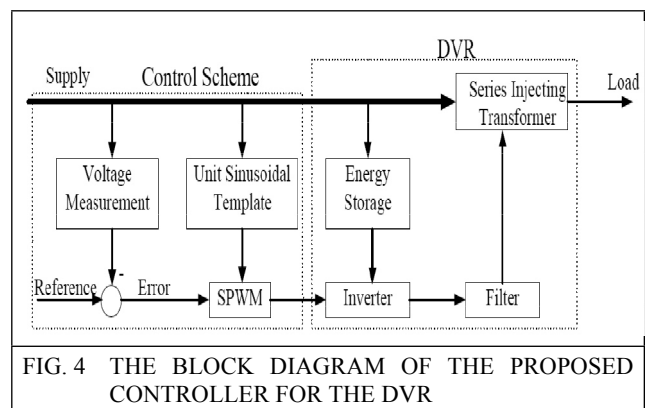 DVR
Supply
Control Scheme
Series Injecting
Transformer
Load
Voltage
Measurement
Unit Sinusoidal
Template
Energy
Storage
-
Reference
Error
SPWM
Inverter
Filter
FIG. 4 THE BLOCK DIAGRAM OF THE PROPOSED
CONTROLLER FOR THE DVR